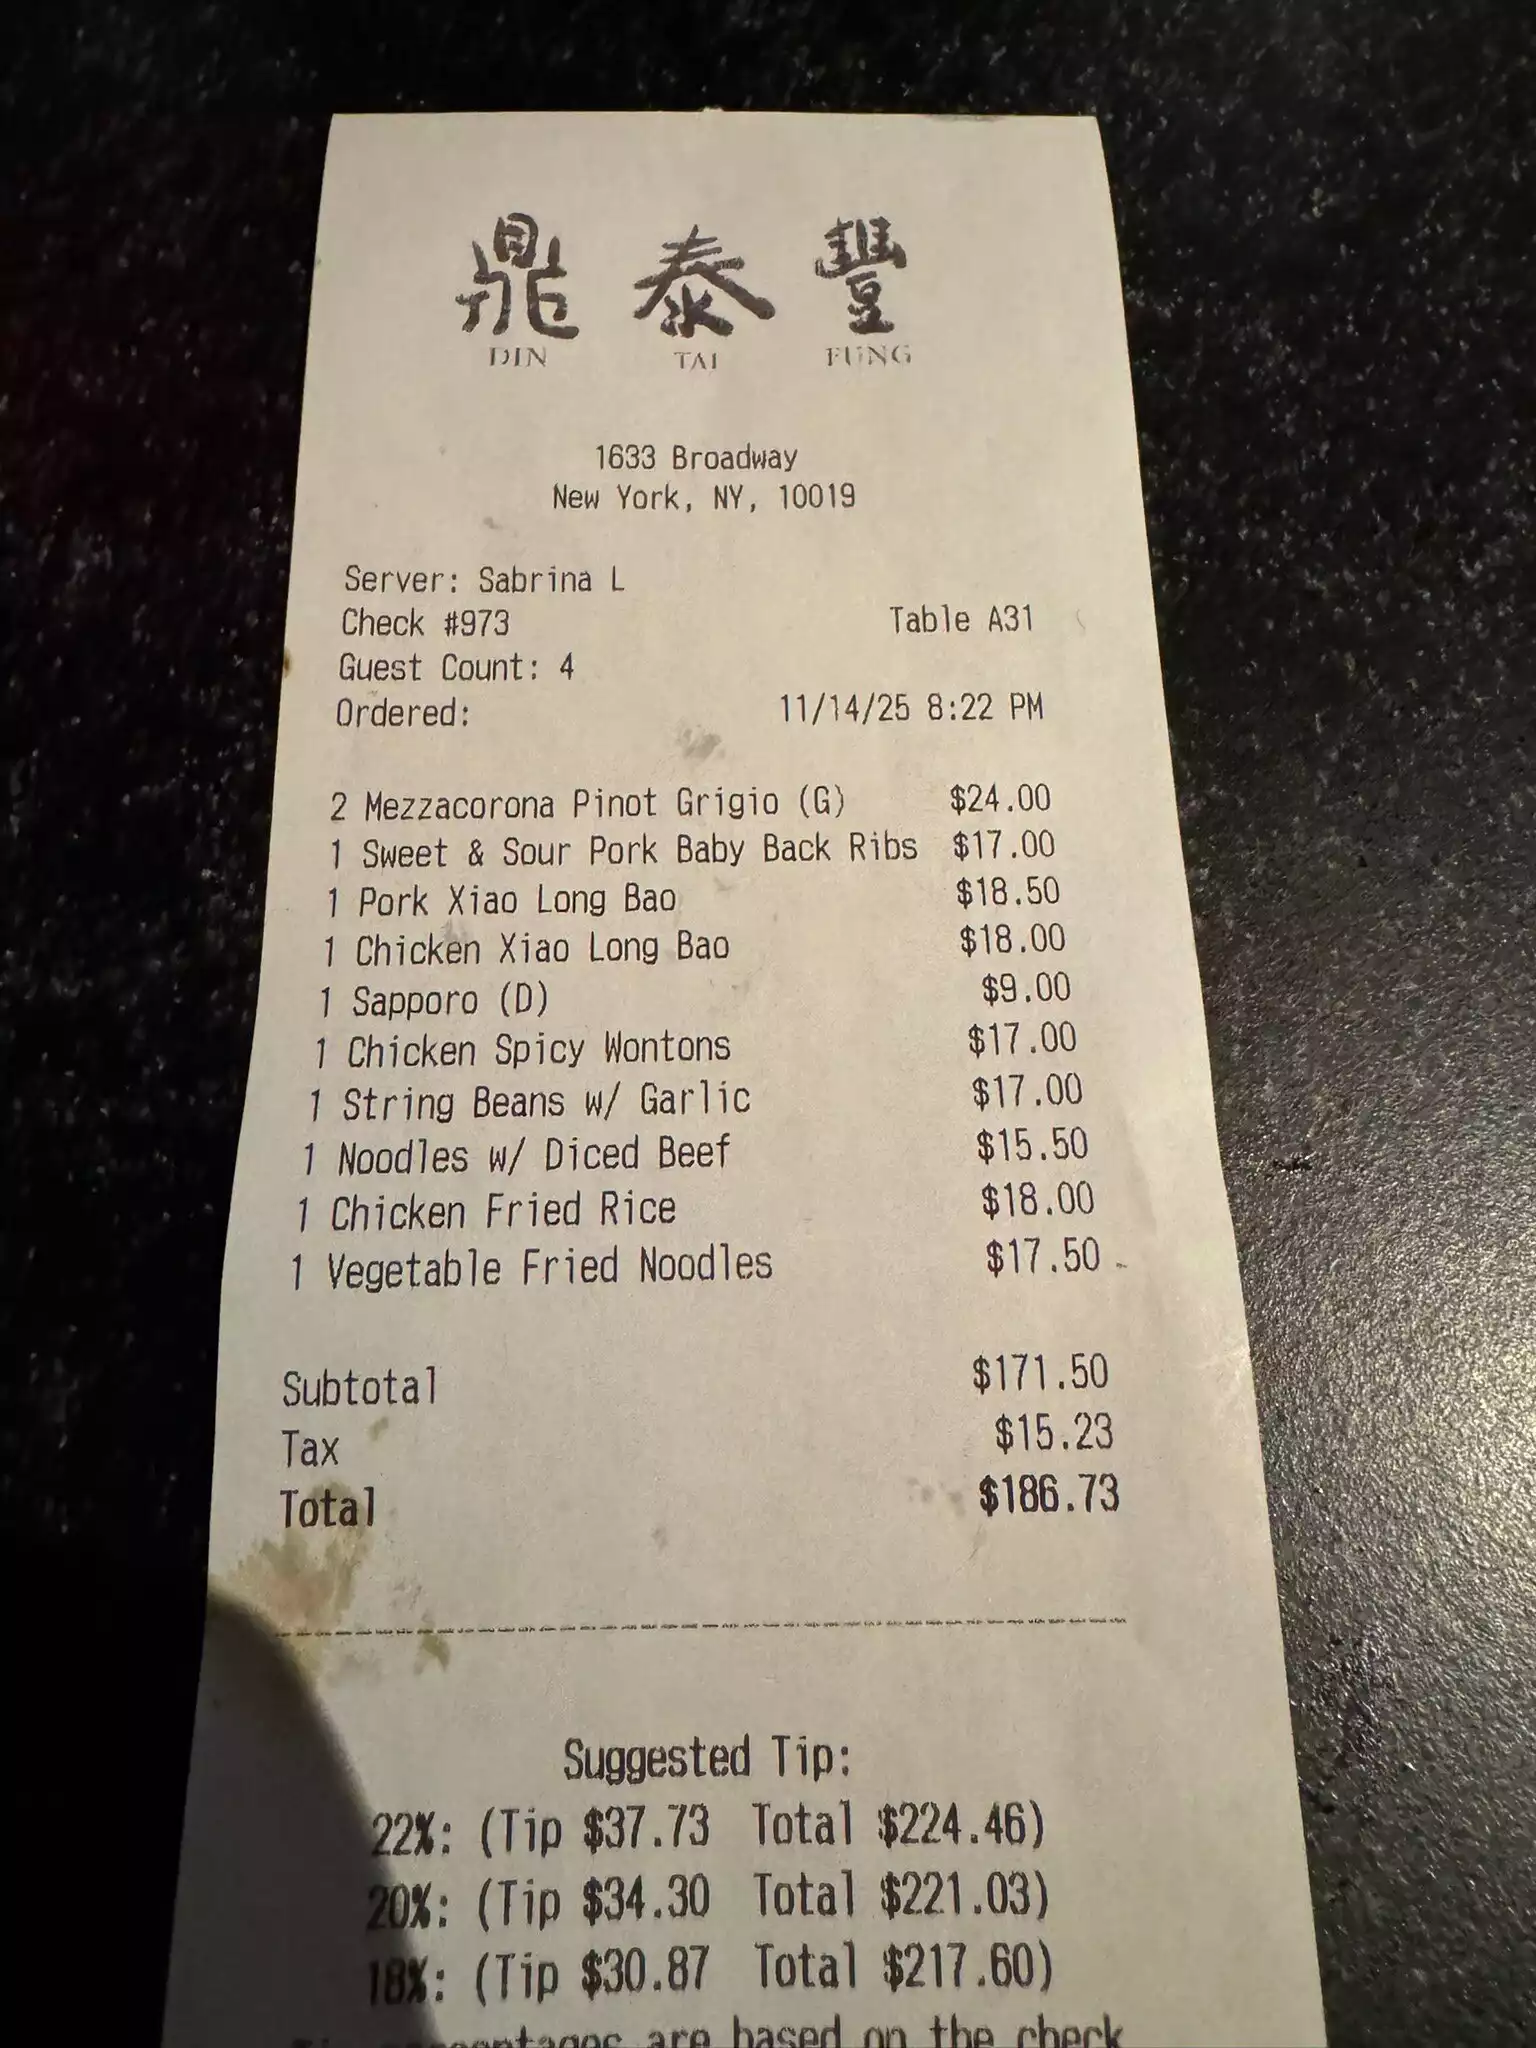 鼎 泰 豐
DIN TAI FUNG
1633 Broadway
New York, NY, 10019
Server: Sabrina L
Check #973 Table A31
Guest Count: 4
Ordered: 11/14/25 8:22 PM
2 Mezzacorona Pinot Grigio (G) $24.00
1 Sweet & Sour Pork Baby Back Ribs $17.00
1 Pork Xiao Long Bao $18.50
1 Chicken Xiao Long Bao $18.00
1 Sapporo (D) $9.00
1 Chicken Spicy Wontons $17.00
1 String Beans w/ Garlic $17.00
1 Noodles w/ Diced Beef $15.50
1 Chicken Fried Rice $18.00
1 Vegetable Fried Noodles $17.50
Subtotal $171.50
Tax $15.23
Total $186.73
Suggested Tip:
22%: (Tip $37.73 Total $224.46)
20%: (Tip $34.30 Total $221.03)
18%: (Tip $30.87 Total $217.60)
are based on the check